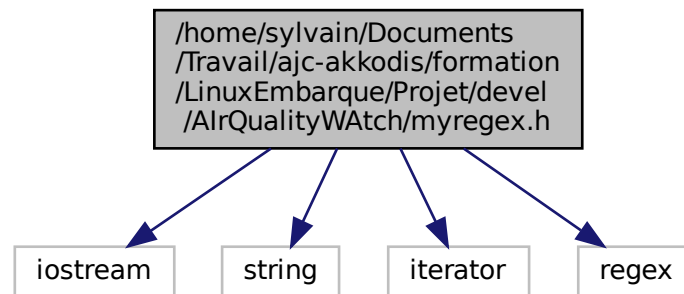 /home/sylvain/Documents
/Travail/ajc-akkodis/formation
/LinuxEmbarque/Projet/devel
/AIrQualityWAtch/myregex.h
iostream
string
iterator
regex